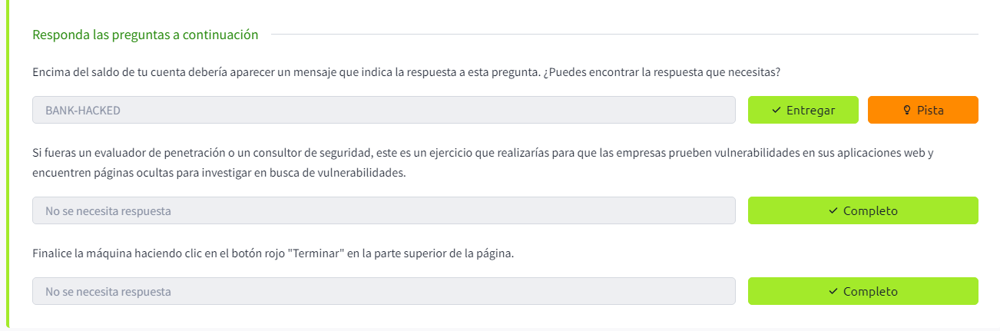 Responda las preguntas a continuación
Encima del saldo de tu cuenta debería aparecer un mensaje que indica la respuesta a esta pregunta. ¿Puedes encontrar la respuesta que necesitas?
BANK-HACKED
Entregar
Pista
Si fueras un evaluador de penetración o un consultor de seguridad, este es un ejercicio que realizarías para que las empresas prueben vulnerabilidades en sus aplicaciones web y
encuentren páginas ocultas para investigar en busca de vulnerabilidades.
No se necesita respuesta
Completo
Finalice la máquina haciendo clic en el botón rojo "Terminar" en la parte superior de la página.
No se necesita respuesta
Completo